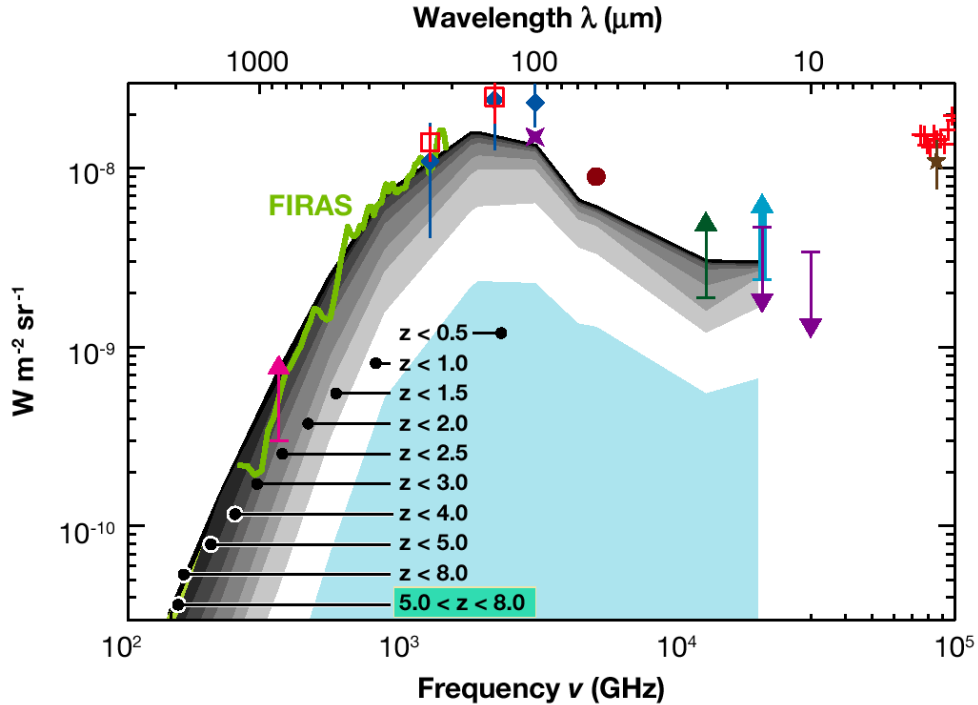 Wavelength λ (μm)
1000 100 10
10⁻⁸
FIRAS
W m⁻² sr⁻¹
10⁻⁹
z < 0.5
z < 1.0
z < 1.5
z < 2.0
z < 2.5
z < 3.0
10⁻¹⁰
z < 4.0
z < 5.0
z < 8.0
5.0 < z < 8.0
10² 10³ 10⁴ 10⁵
Frequency ν (GHz)